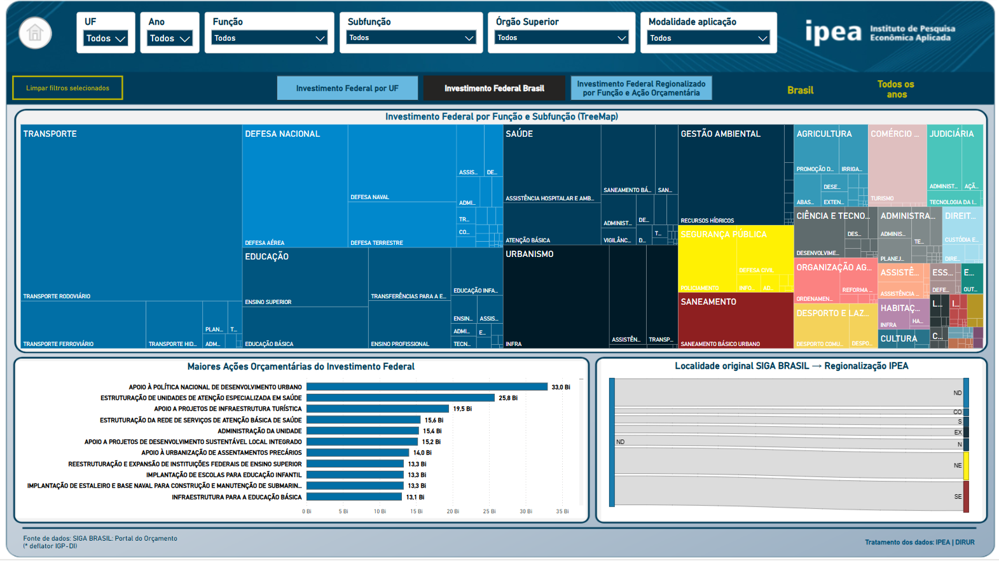 UF
Todos
Ano
Todos
Função
Todos
Subfunção
Todos
Órgão Superior
Todos
Modalidade aplicação
Todos
ipea Instituto de Pesquisa
Econômica Aplicada
Limpar filtros selecionados
Investimento Federal por UF
Investimento Federal Brasil
Investimento Federal Regionalizado
por Função e Ação Orçamentária
Brasil
Todos os
anos
Investimento Federal por Função e Subfunção (TreeMap)
TRANSPORTE
TRANSPORTE RODOVIÁRIO
TRANSPORTE FERROVIÁRIO
TRANSPORTE HID...
PLAN...
T...
ADM...
DEFESA NACIONAL
DEFESA AÉREA
DEFESA NAVAL
DEFESA TERRESTRE
ASSIS...
DE...
ADMI...
TR...
CO...
EDUCAÇÃO
ENSINO SUPERIOR
EDUCAÇÃO BÁSICA
TRANSFERÊNCIAS PARA A E...
ENSINO PROFISSIONAL
EDUCAÇÃO INFA...
ENSIN...
ASSIS...
ADMI...
E...
TECN...
SAÚDE
ASSISTÊNCIA HOSPITALAR E AMB...
ATENÇÃO BÁSICA
SANEAMENTO BÁ...
SAN...
ADMINIST...
DE...
VIGILÂNC...
D...
T...
URBANISMO
INFRA
ASSISTÊN...
TRANSP...
GESTÃO AMBIENTAL
RECURSOS HÍDRICOS
SEGURANÇA PÚBLICA
POLICIAMENTO
DEFESA CIVIL
INFO...
AD...
SANEAMENTO
SANEAMENTO BÁSICO URBANO
AGRICULTURA
PROMOÇÃO D...
IRRIGA...
ABAS...
DESE...
EXTEN...
COMÉRCIO ...
TURISMO
JUDICIÁRIA
ADMINIST...
AÇÃ...
TECNOLOGIA DA I...
CIÊNCIA E TECNO...
DES...
DESENVOLVIME...
ADMINISTRA...
ADMINIS...
TE...
PLANEJ...
DIREIT...
CUSTÓDIA E...
DIRE...
ORGANIZAÇÃO AG...
ORDENAMEN...
REFORMA ...
ASSISTÊ...
ASSISTÊNCIA ...
ESS...
DEFE...
E...
OUT...
DESPORTO E LAZ...
DESPORTO COMU...
DESPO...
HABITAÇ...
INFRA
HA...
CULTURA
L...
I...
C...
Maiores Ações Orçamentárias do Investimento Federal
APOIO À POLÍTICA NACIONAL DE DESENVOLVIMENTO URBANO 33,0 Bi
ESTRUTURAÇÃO DE UNIDADES DE ATENÇÃO ESPECIALIZADA EM SAÚDE 25,8 Bi
APOIO A PROJETOS DE INFRAESTRUTURA TURÍSTICA 19,5 Bi
ESTRUTURAÇÃO DA REDE DE SERVIÇOS DE ATENÇÃO BÁSICA DE SAÚDE 15,6 Bi
ADMINISTRAÇÃO DA UNIDADE 15,4 Bi
APOIO A PROJETOS DE DESENVOLVIMENTO SUSTENTÁVEL LOCAL INTEGRADO 15,2 Bi
APOIO À URBANIZAÇÃO DE ASSENTAMENTOS PRECÁRIOS 14,0 Bi
REESTRUTURAÇÃO E EXPANSÃO DE INSTITUIÇÕES FEDERAIS DE ENSINO SUPERIOR 13,3 Bi
IMPLANTAÇÃO DE ESCOLAS PARA EDUCAÇÃO INFANTIL 13,3 Bi
IMPLANTAÇÃO DE ESTALEIRO E BASE NAVAL PARA CONSTRUÇÃO E MANUTENÇÃO DE SUBMARIN... 13,3 Bi
INFRAESTRUTURA PARA A EDUCAÇÃO BÁSICA 13,1 Bi
0 Bi 5 Bi 10 Bi 15 Bi 20 Bi 25 Bi 30 Bi 35 Bi
Localidade original SIGA BRASIL → Regionalização IPEA
ND
ND
CO
S
EX
N
NE
SE
Fonte de dados: SIGA BRASIL: Portal do Orçamento
(* deflator IGP-DI)
Tratamento dos dados: IPEA | DIRUR